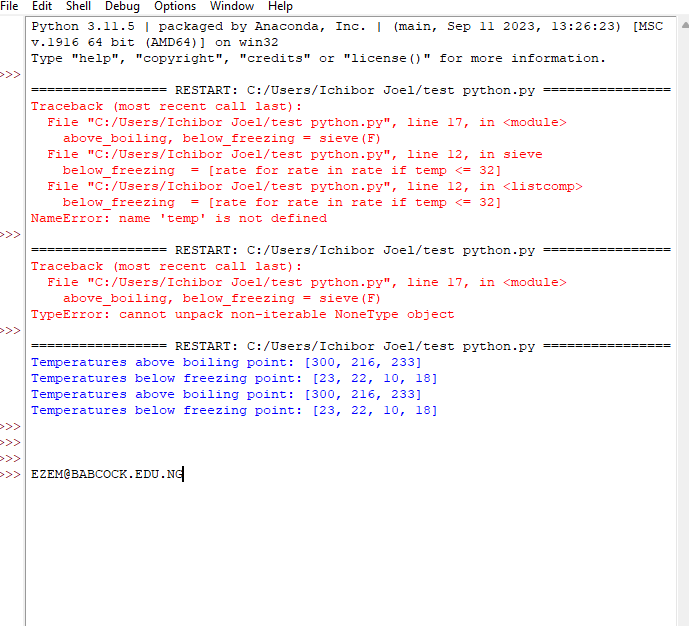 File Edit Shell Debug Options Window Help
Python 3.11.5 | packaged by Anaconda, Inc. | (main, Sep 11 2023, 13:26:23) [MSC
v.1916 64 bit (AMD64)] on win32
Type "help", "copyright", "credits" or "license()" for more information.
>>>
================= RESTART: C:/Users/Ichibor Joel/test python.py ================
Traceback (most recent call last):
  File "C:/Users/Ichibor Joel/test python.py", line 17, in <module>
    above_boiling, below_freezing = sieve(F)
  File "C:/Users/Ichibor Joel/test python.py", line 12, in sieve
    below_freezing  = [rate for rate in rate if temp <= 32]
  File "C:/Users/Ichibor Joel/test python.py", line 12, in <listcomp>
    below_freezing  = [rate for rate in rate if temp <= 32]
NameError: name 'temp' is not defined
>>>
================= RESTART: C:/Users/Ichibor Joel/test python.py ================
Traceback (most recent call last):
  File "C:/Users/Ichibor Joel/test python.py", line 17, in <module>
    above_boiling, below_freezing = sieve(F)
TypeError: cannot unpack non-iterable NoneType object
>>>
================= RESTART: C:/Users/Ichibor Joel/test python.py ================
Temperatures above boiling point: [300, 216, 233]
Temperatures below freezing point: [23, 22, 10, 18]
Temperatures above boiling point: [300, 216, 233]
Temperatures below freezing point: [23, 22, 10, 18]
>>>
>>>
>>>
>>> EZEM@BABCOCK.EDU.NG